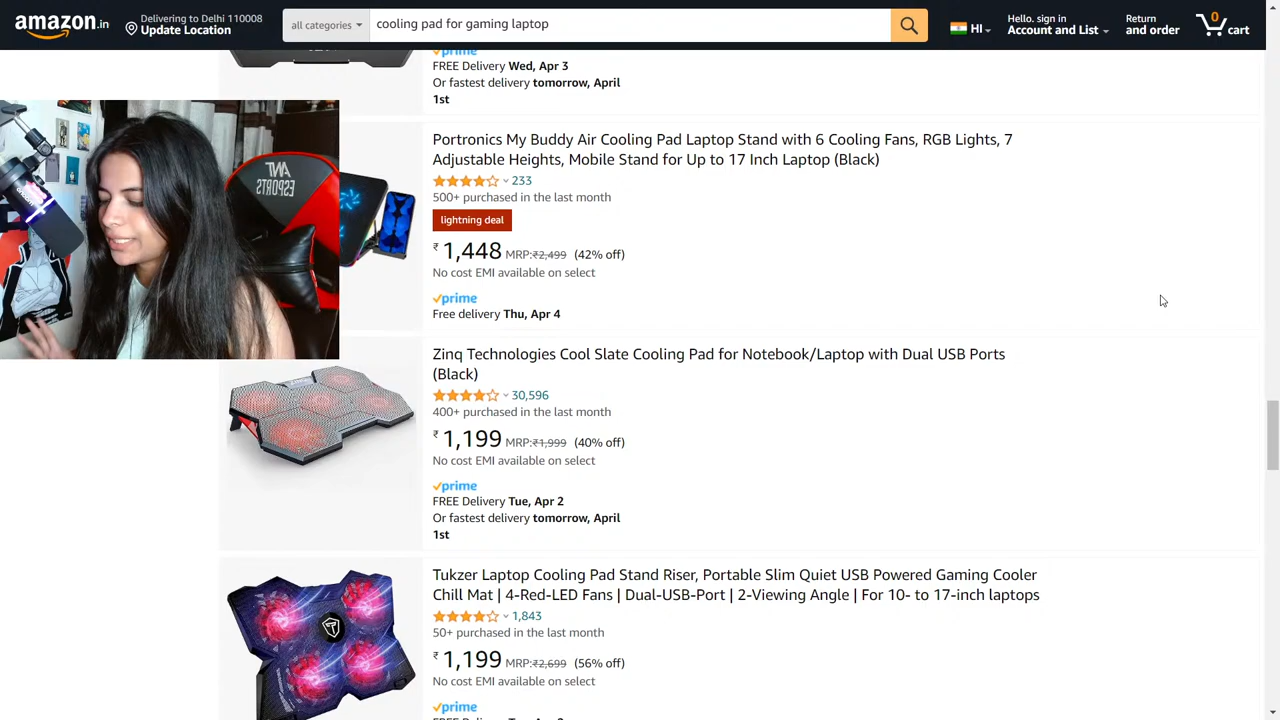 amazon.in
Delivering to Delhi 110008
Update Location
all categories
cooling pad for gaming laptop
HI
Hello. sign in
Account and List
Return
and order
0
cart
prime
FREE Delivery Wed, Apr 3
Or fastest delivery tomorrow, April
1st
Portronics My Buddy Air Cooling Pad Laptop Stand with 6 Cooling Fans, RGB Lights, 7
Adjustable Heights, Mobile Stand for Up to 17 Inch Laptop (Black)
233
500+ purchased in the last month
lightning deal
₹1,448 MRP:₹2,499 (42% off)
No cost EMI available on select
prime
Free delivery Thu, Apr 4
Zinq Technologies Cool Slate Cooling Pad for Notebook/Laptop with Dual USB Ports
(Black)
30,596
400+ purchased in the last month
₹1,199 MRP:₹1,999 (40% off)
No cost EMI available on select
prime
FREE Delivery Tue, Apr 2
Or fastest delivery tomorrow, April
1st
Tukzer Laptop Cooling Pad Stand Riser, Portable Slim Quiet USB Powered Gaming Cooler
Chill Mat | 4-Red-LED Fans | Dual-USB-Port | 2-Viewing Angle | For 10- to 17-inch laptops
1,843
50+ purchased in the last month
₹1,199 MRP:₹2,699 (56% off)
No cost EMI available on select
prime
ANT
ESPORTS